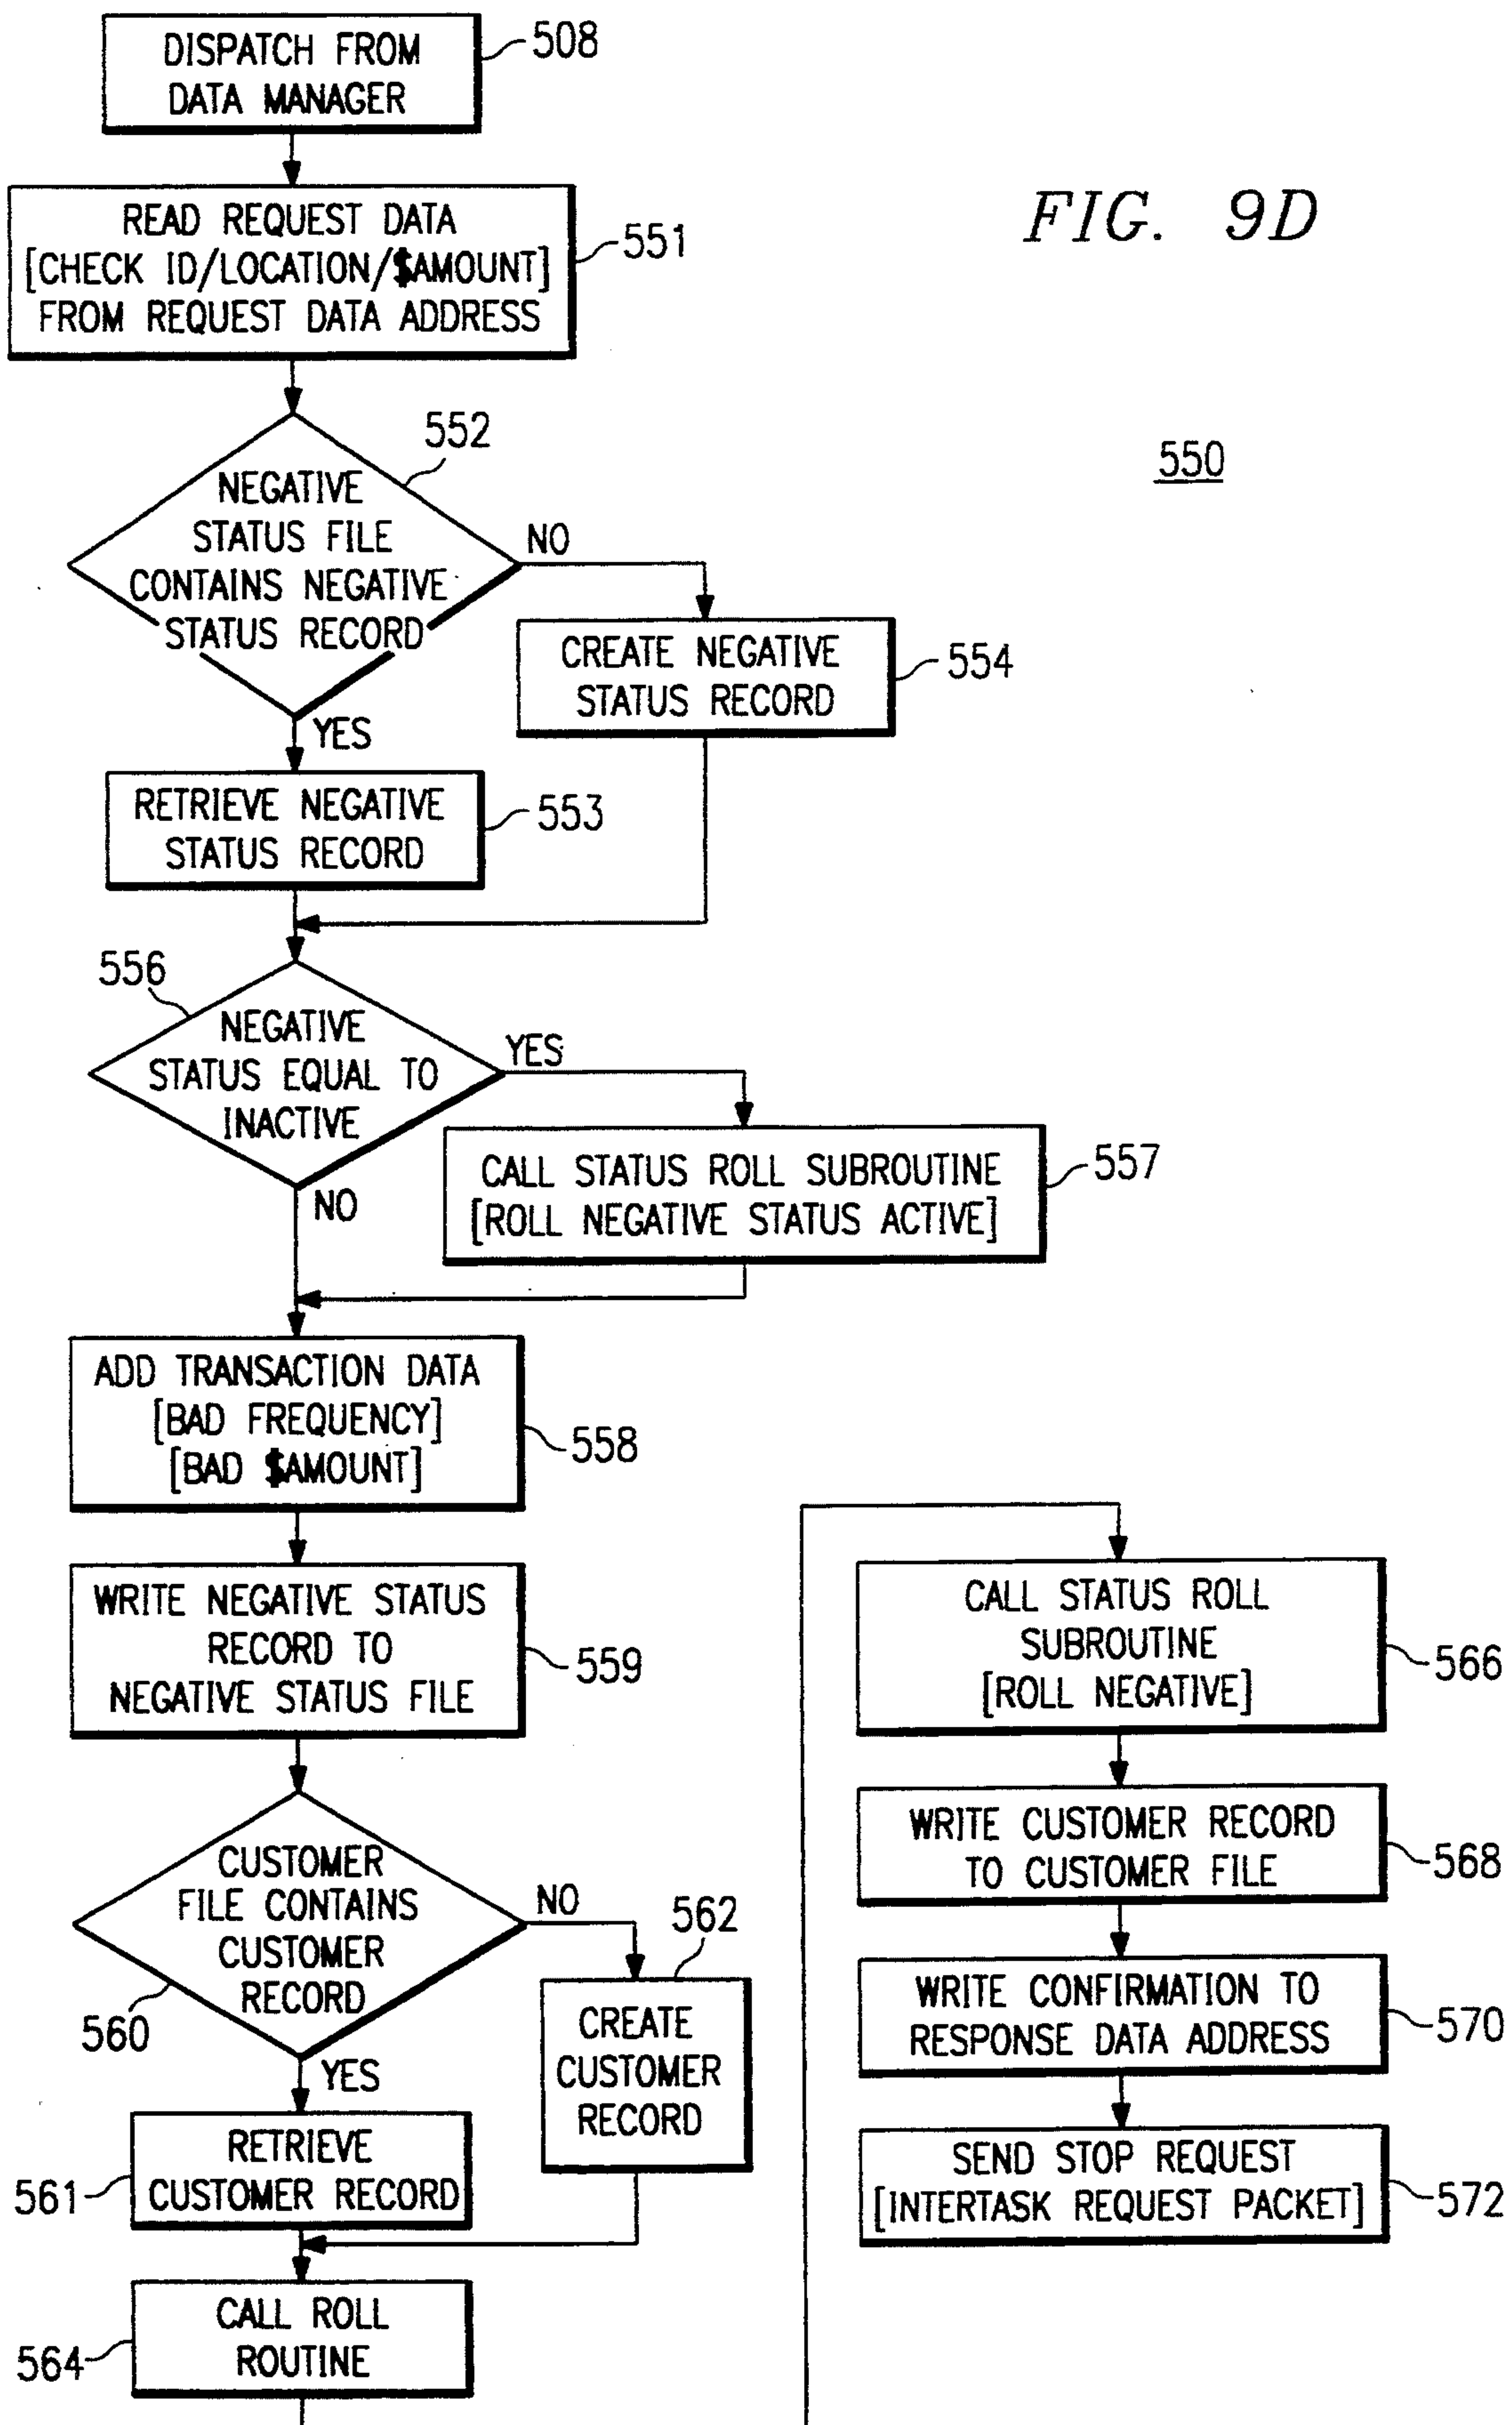 DISPATCH FROM
DATA MANAGER
508
READ REQUEST DATA
[CHECK ID/LOCATION/$AMOUNT]
FROM REQUEST DATA ADDRESS
551
FIG. 9D
550
552
NEGATIVE
STATUS FILE
CONTAINS NEGATIVE
STATUS RECORD
NO
YES
CREATE NEGATIVE
STATUS RECORD
554
RETRIEVE NEGATIVE
STATUS RECORD
553
556
NEGATIVE
STATUS EQUAL TO
INACTIVE
YES
NO
CALL STATUS ROLL SUBROUTINE
[ROLL NEGATIVE STATUS ACTIVE]
557
ADD TRANSACTION DATA
[BAD FREQUENCY]
[BAD $AMOUNT]
558
WRITE NEGATIVE STATUS
RECORD TO
NEGATIVE STATUS FILE
559
CUSTOMER
FILE CONTAINS
CUSTOMER
RECORD
560
NO
YES
562
CREATE
CUSTOMER
RECORD
RETRIEVE
CUSTOMER RECORD
561
CALL ROLL
ROUTINE
564
CALL STATUS ROLL
SUBROUTINE
[ROLL NEGATIVE]
566
WRITE CUSTOMER RECORD
TO CUSTOMER FILE
568
WRITE CONFIRMATION TO
RESPONSE DATA ADDRESS
570
SEND STOP REQUEST
[INTERTASK REQUEST PACKET]
572